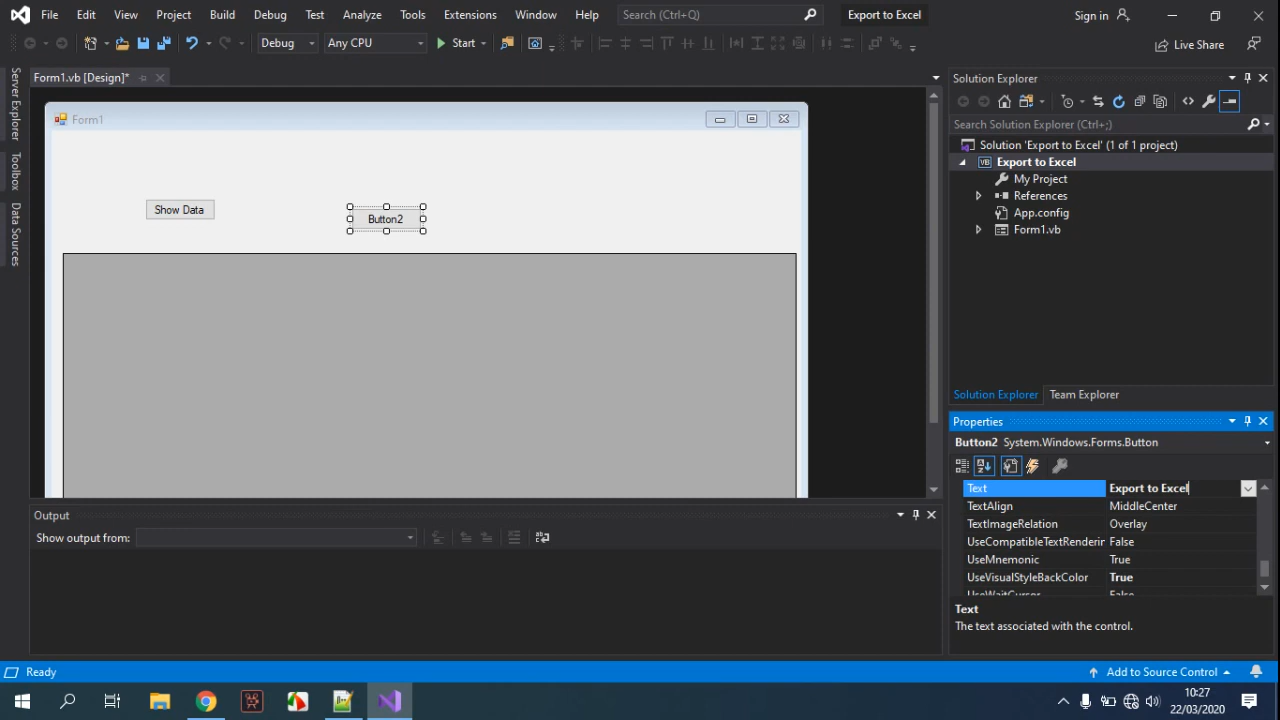 File Edit View Project Build Debug Test Analyze Tools Extensions Window Help Search (Ctrl+Q) Export to Excel Sign in
Debug Any CPU Start Live Share
Form1.vb [Design]*
Server Explorer
Toolbox
Data Sources
Form1
Show Data
Button2
Solution Explorer
Search Solution Explorer (Ctrl+;)
Solution 'Export to Excel' (1 of 1 project)
VB Export to Excel
My Project
References
App.config
Form1.vb
Solution Explorer Team Explorer
Properties
Button2 System.Windows.Forms.Button
Text Export to Excel
TextAlign MiddleCenter
TextImageRelation Overlay
UseCompatibleTextRenderin False
UseMnemonic True
UseVisualStyleBackColor True
UseWaitCursor False
Text
The text associated with the control.
Output
Show output from:
Ready Add to Source Control
10:27
22/03/2020